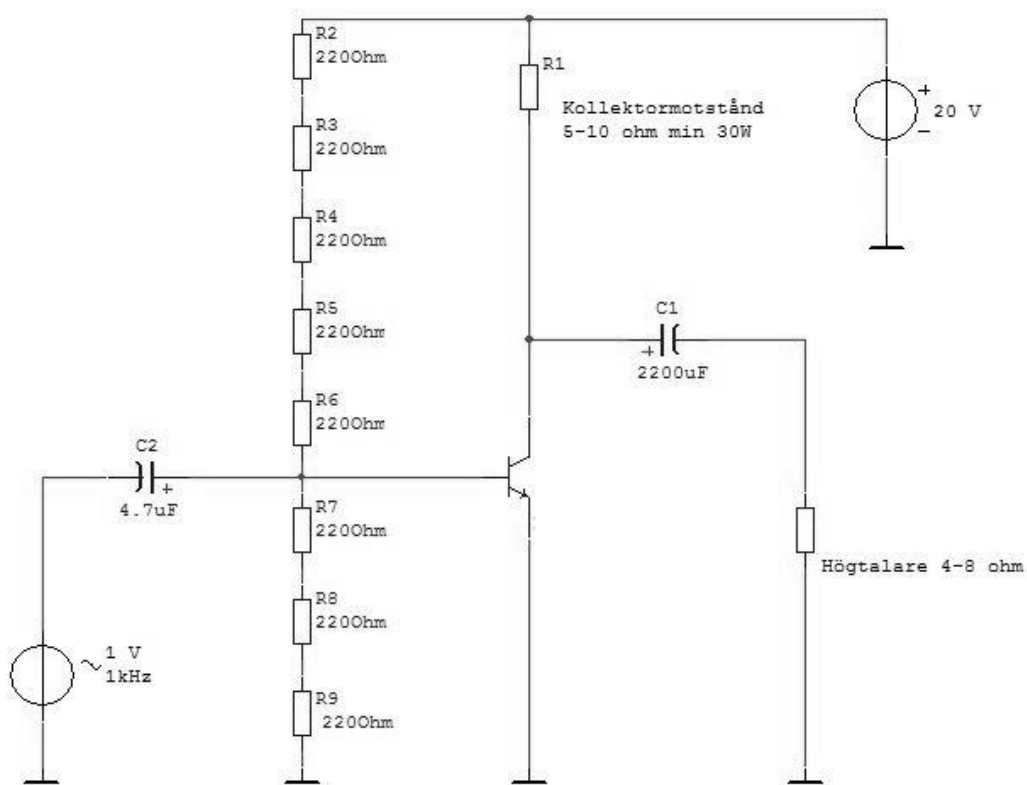 R2
220Ohm
R1
Kollektormotstånd
5-10 ohm min 30W
+
20 V
−
R3
220Ohm
R4
220Ohm
R5
220Ohm
C1
+
2200uF
R6
220Ohm
C2
+
4.7uF
R7
220Ohm
Högtalare 4-8 ohm
R8
220Ohm
1 V
1kHz
R9
220Ohm